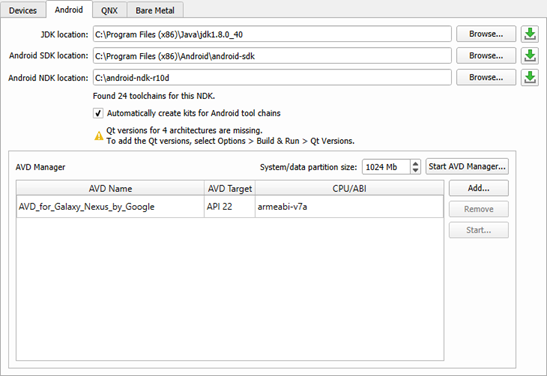 Devices Android QNX Bare Metal
JDK location: C:\Program Files (x86)\Java\jdk1.8.0_40 Browse...
Android SDK location: C:\Program Files (x86)\Android\android-sdk Browse...
Android NDK location: C:\android-ndk-r10d Browse...
Found 24 toolchains for this NDK.
Automatically create kits for Android tool chains
Qt versions for 4 architectures are missing.
To add the Qt versions, select Options > Build & Run > Qt Versions.
AVD Manager System/data partition size: 1024 Mb Start AVD Manager...
AVD Name AVD Target CPU/ABI Add...
AVD_for_Galaxy_Nexus_by_Google API 22 armeabi-v7a Remove
Start...